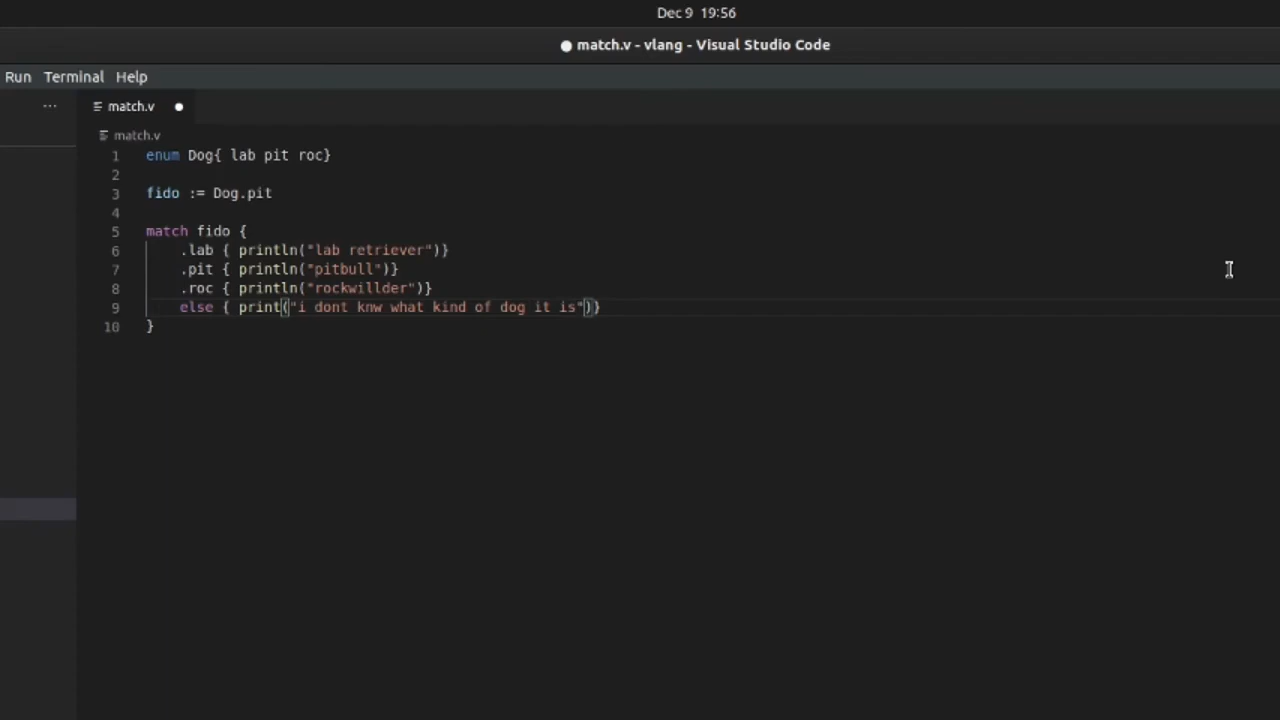 Dec 9 19:56
● match.v - vlang - Visual Studio Code
Run Terminal Help
··· match.v ●
match.v
1 enum Dog{ lab pit roc}
2
3 fido := Dog.pit
4
5 match fido {
6 .lab { println("lab retriever")}
7 .pit { println("pitbull")}
8 .roc { println("rockwillder")}
9 else { print("i dont knw what kind of dog it is")}
10 }